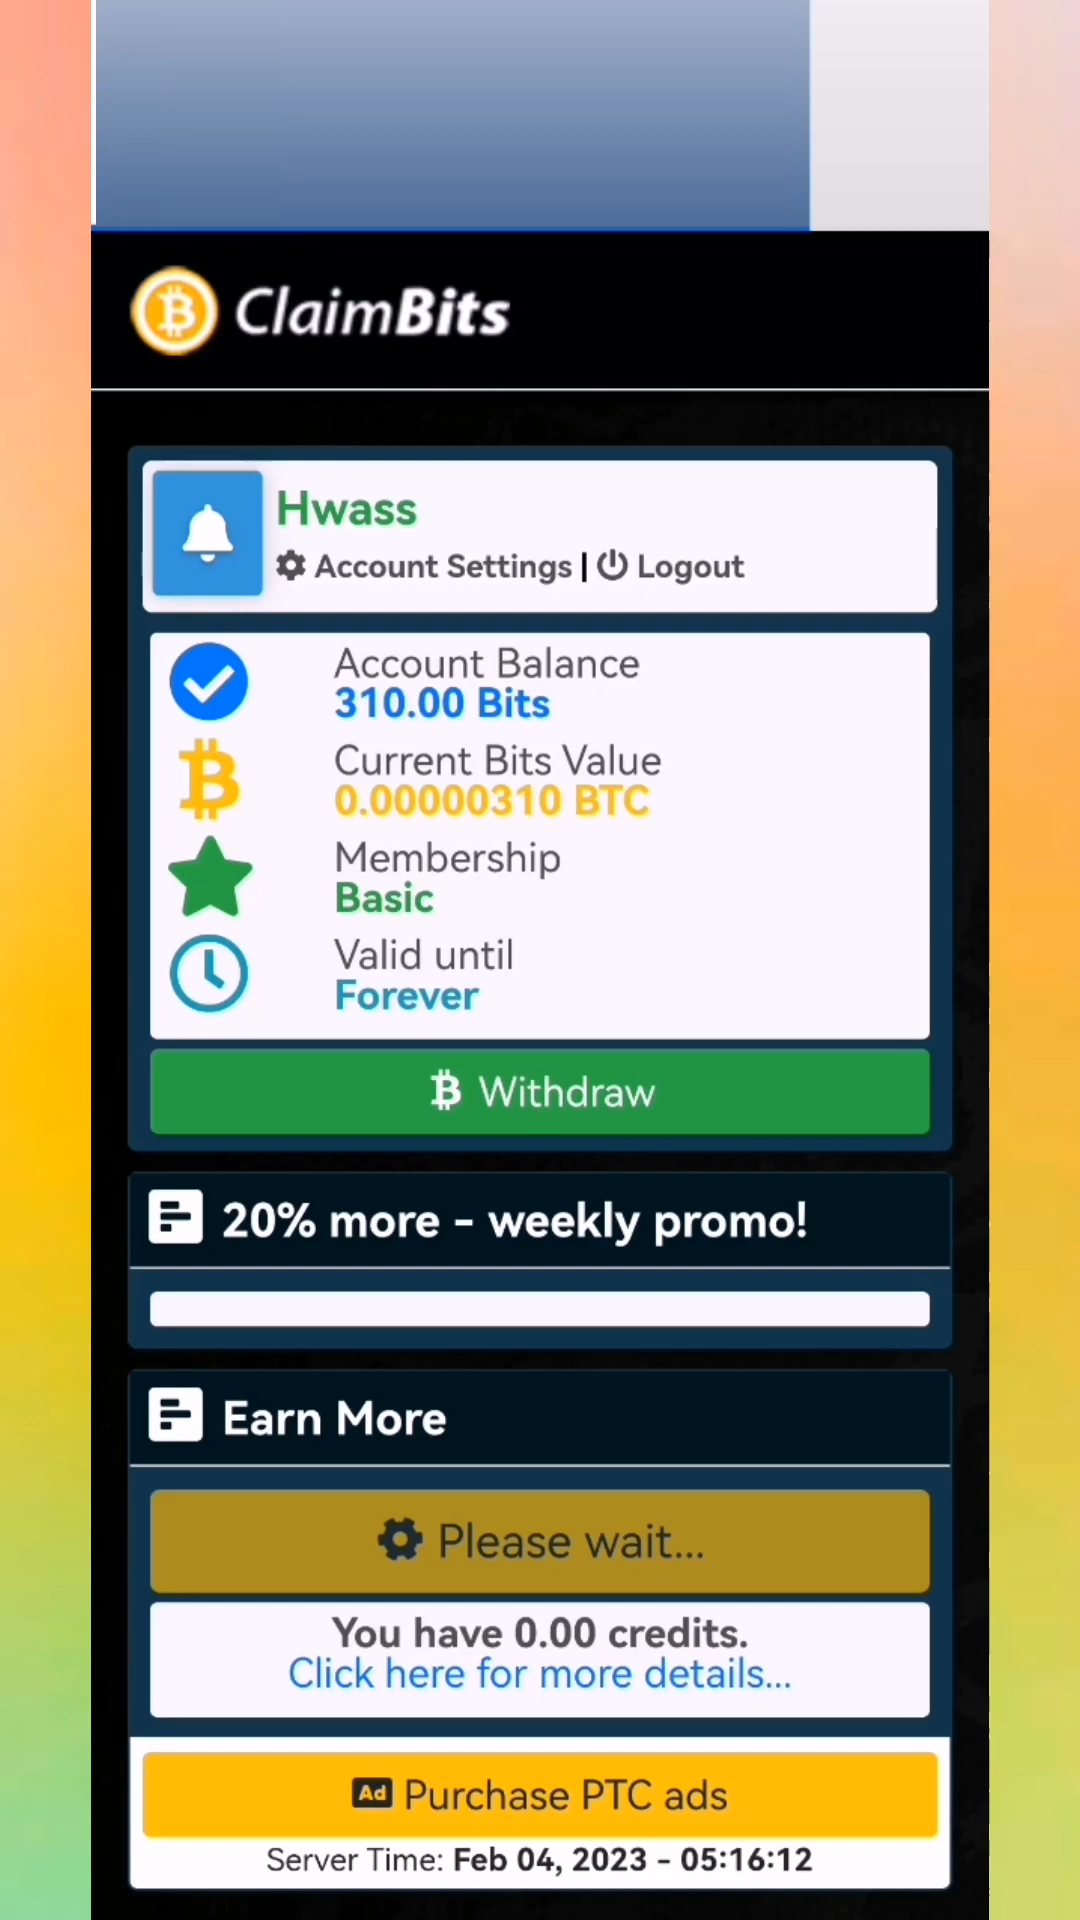 ClaimBits
Hwass
Account Settings | Logout
Account Balance
310.00 Bits
Current Bits Value
0.00000310 BTC
Membership
Basic
Valid until
Forever
Withdraw
20% more - weekly promo!
Earn More
Please wait...
You have 0.00 credits.
Click here for more details...
Ad Purchase PTC ads
Server Time: Feb 04, 2023 - 05:16:12